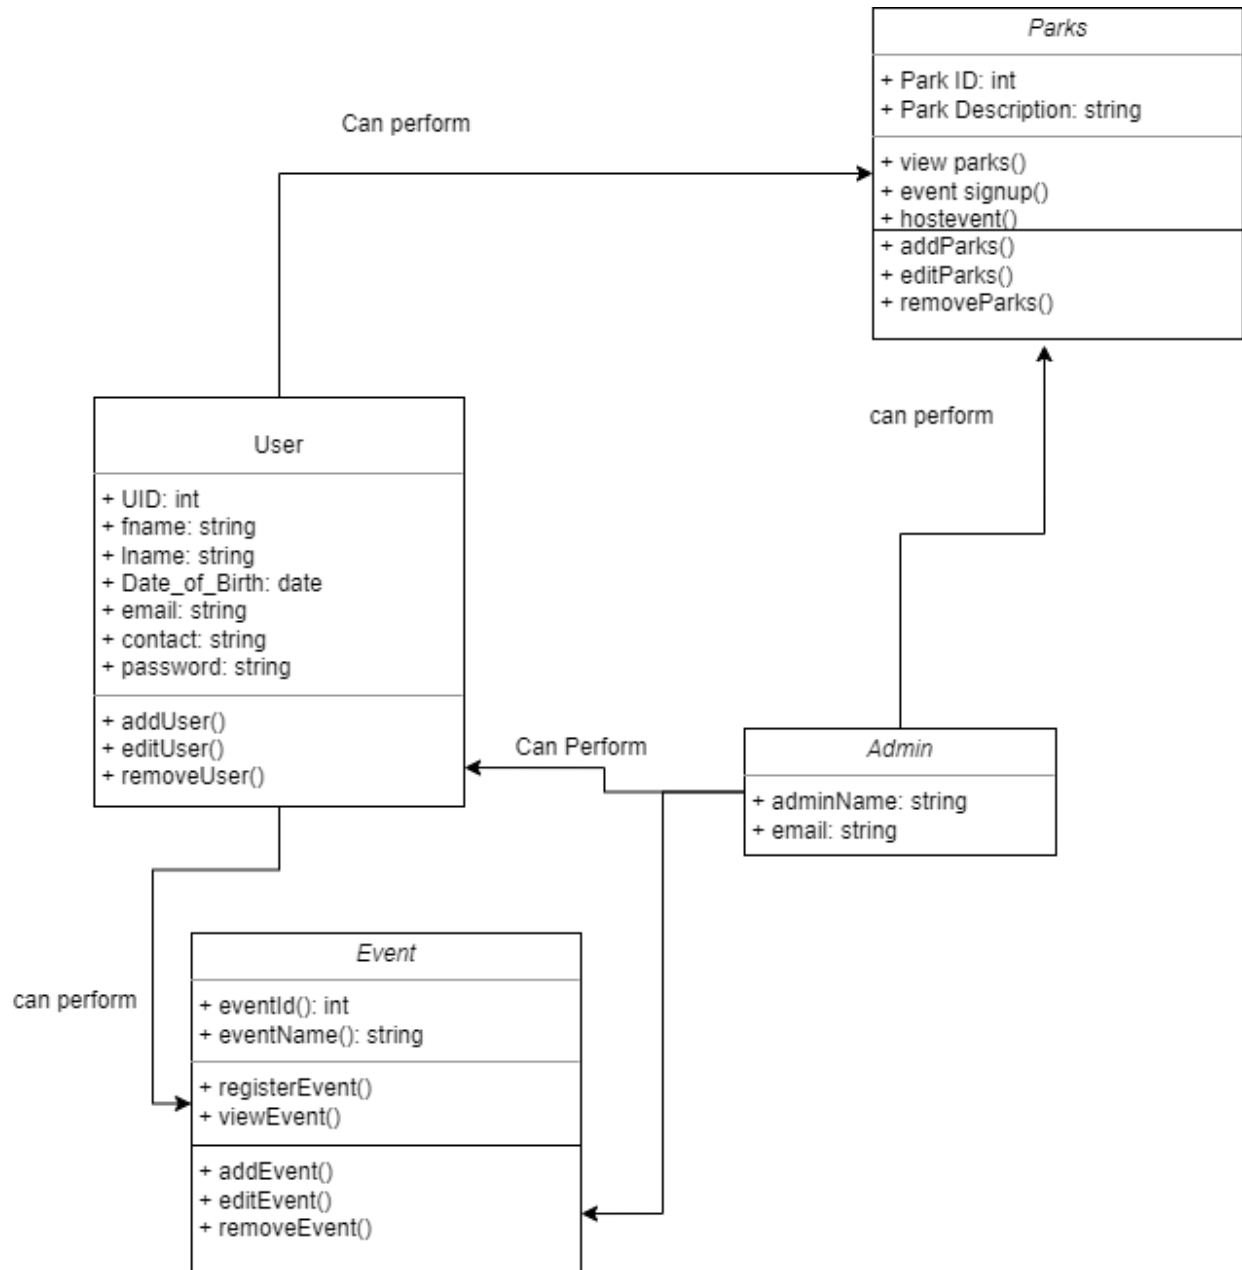 Parks
+ Park ID: int
+ Park Description: string
+ view parks()
+ event signup()
+ hostevent()
+ addParks()
+ editParks()
+ removeParks()
Can perform
can perform
User
+ UID: int
+ fname: string
+ lname: string
+ Date_of_Birth: date
+ email: string
+ contact: string
+ password: string
+ addUser()
+ editUser()
+ removeUser()
Can Perform
Admin
+ adminName: string
+ email: string
can perform
Event
+ eventId(): int
+ eventName(): string
+ registerEvent()
+ viewEvent()
+ addEvent()
+ editEvent()
+ removeEvent()